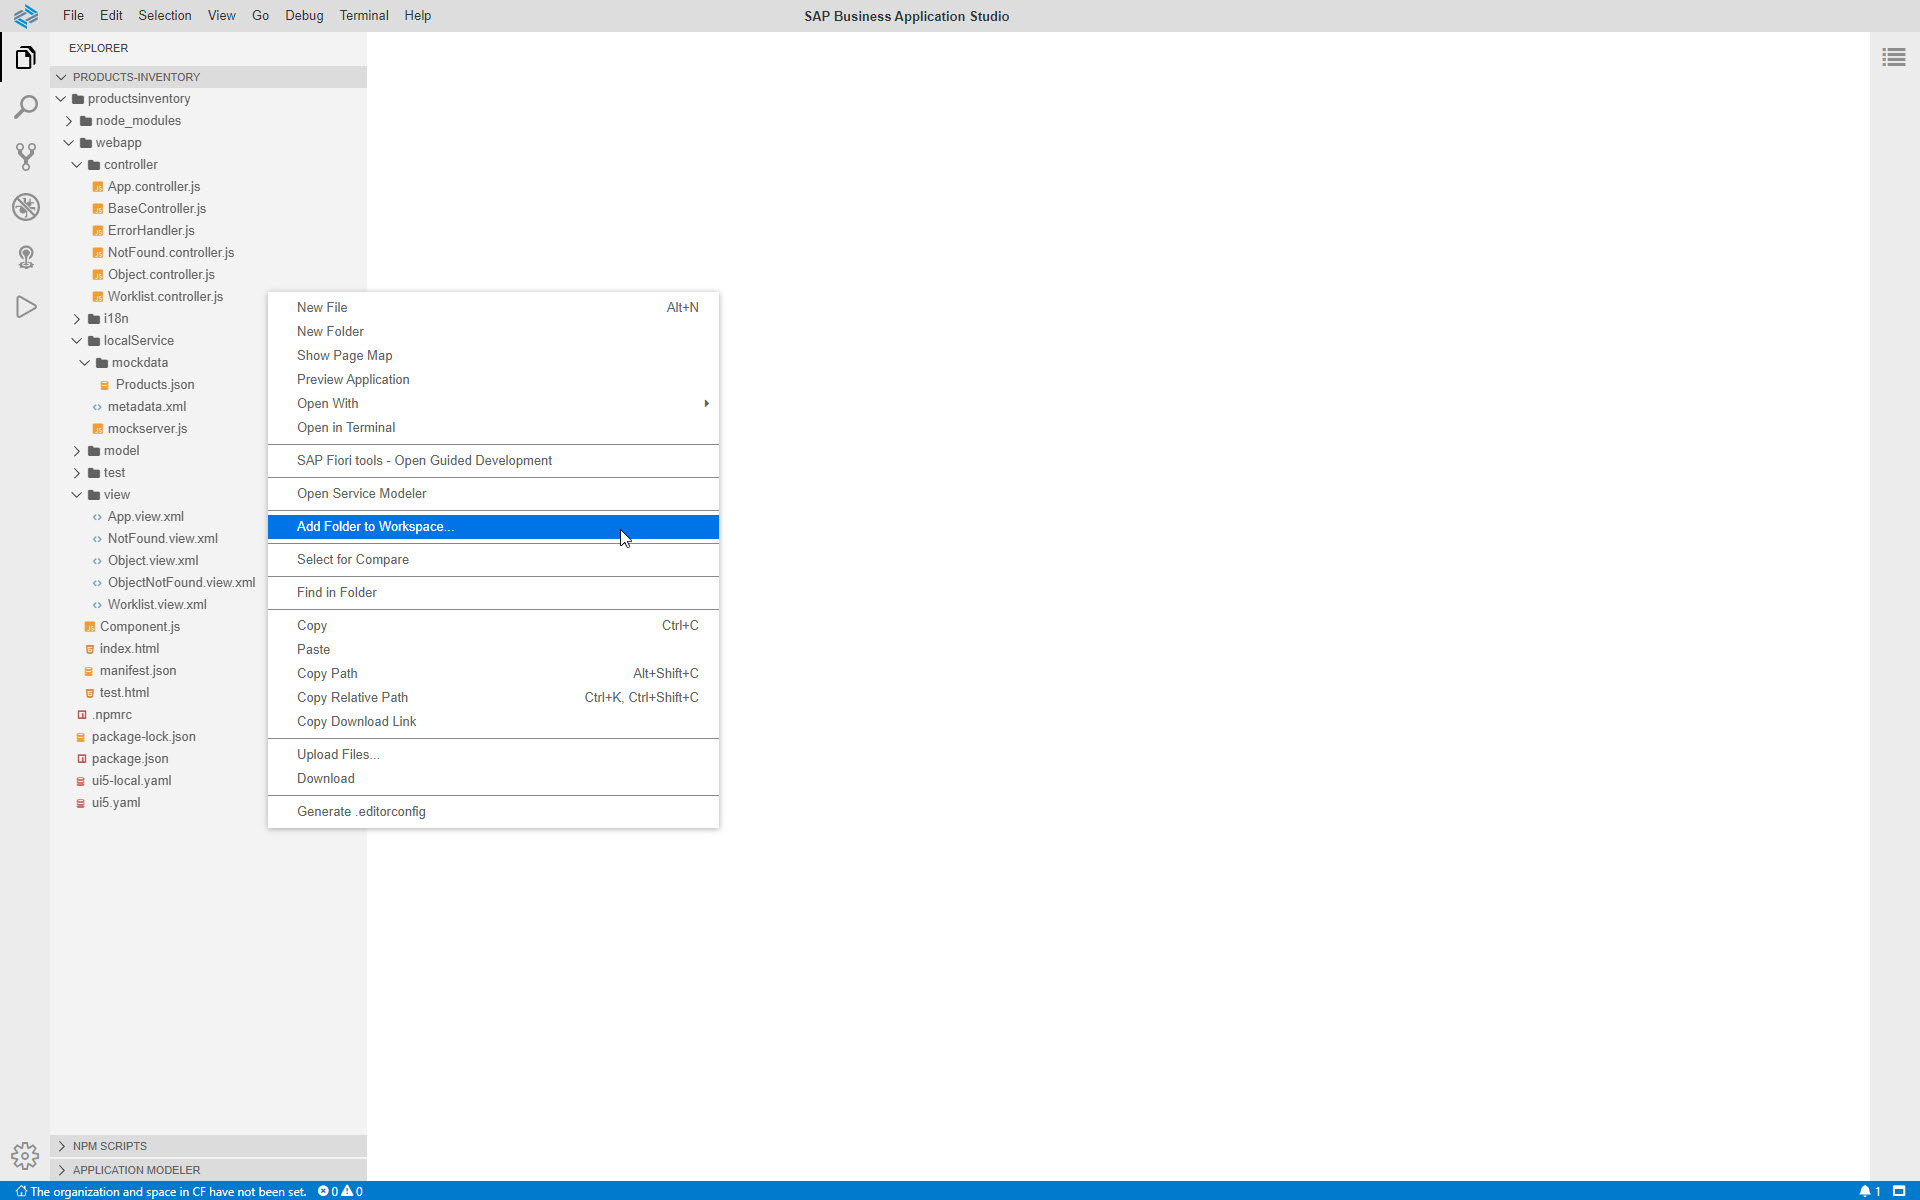 File Edit Selection View Go Debug Terminal Help
SAP Business Application Studio
EXPLORER
PRODUCTS-INVENTORY
productsinventory
node_modules
webapp
controller
App.controller.js
BaseController.js
ErrorHandler.js
NotFound.controller.js
Object.controller.js
Worklist.controller.js
i18n
localService
mockdata
Products.json
metadata.xml
mockserver.js
model
test
view
App.view.xml
NotFound.view.xml
Object.view.xml
ObjectNotFound.view.xml
Worklist.view.xml
Component.js
index.html
manifest.json
test.html
.npmrc
package-lock.json
package.json
ui5-local.yaml
ui5.yaml
New File Alt+N
New Folder
Show Page Map
Preview Application
Open With
Open in Terminal
SAP Fiori tools - Open Guided Development
Open Service Modeler
Add Folder to Workspace...
Select for Compare
Find in Folder
Copy Ctrl+C
Paste
Copy Path Alt+Shift+C
Copy Relative Path Ctrl+K, Ctrl+Shift+C
Copy Download Link
Upload Files...
Download
Generate .editorconfig
NPM SCRIPTS
APPLICATION MODELER
The organization and space in CF have not been set. 0 0 1